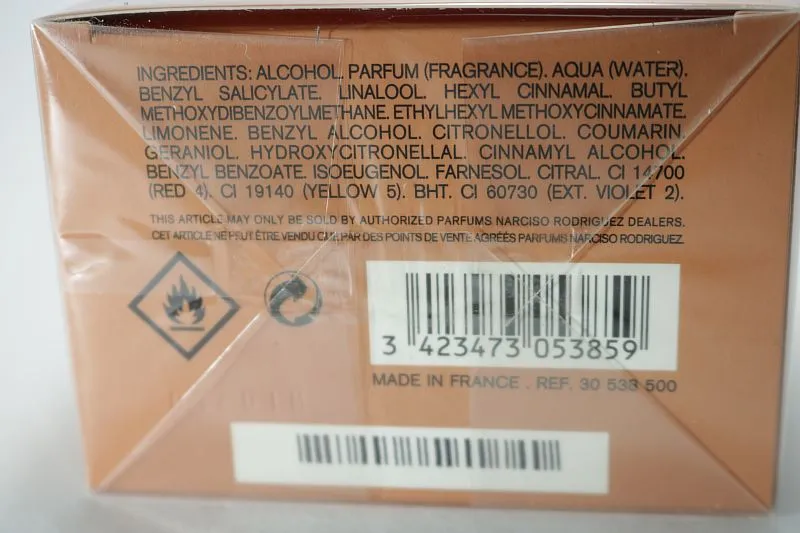 INGREDIENTS: ALCOHOL. PARFUM (FRAGRANCE). AQUA (WATER).
BENZYL SALICYLATE. LINALOOL. HEXYL CINNAMAL. BUTYL
METHOXYDIBENZOYLMETHANE. ETHYLHEXYL METHOXYCINNAMATE.
LIMONENE. BENZYL ALCOHOL. CITRONELLOL. COUMARIN.
GERANIOL. HYDROXYCITRONELLAL. CINNAMYL ALCOHOL.
BENZYL BENZOATE. ISOEUGENOL. FARNESOL. CITRAL. CI 14700
(RED 4). CI 19140 (YELLOW 5). BHT. CI 60730 (EXT. VIOLET 2).
THIS ARTICLE MAY ONLY BE SOLD BY AUTHORIZED PARFUMS NARCISO RODRIGUEZ DEALERS.
CET ARTICLE NE PEUT ÊTRE VENDU QUE PAR DES POINTS DE VENTE AGRÉÉS PARFUMS NARCISO RODRIGUEZ.
3 423473 053859
MADE IN FRANCE . REF. 30 538 500